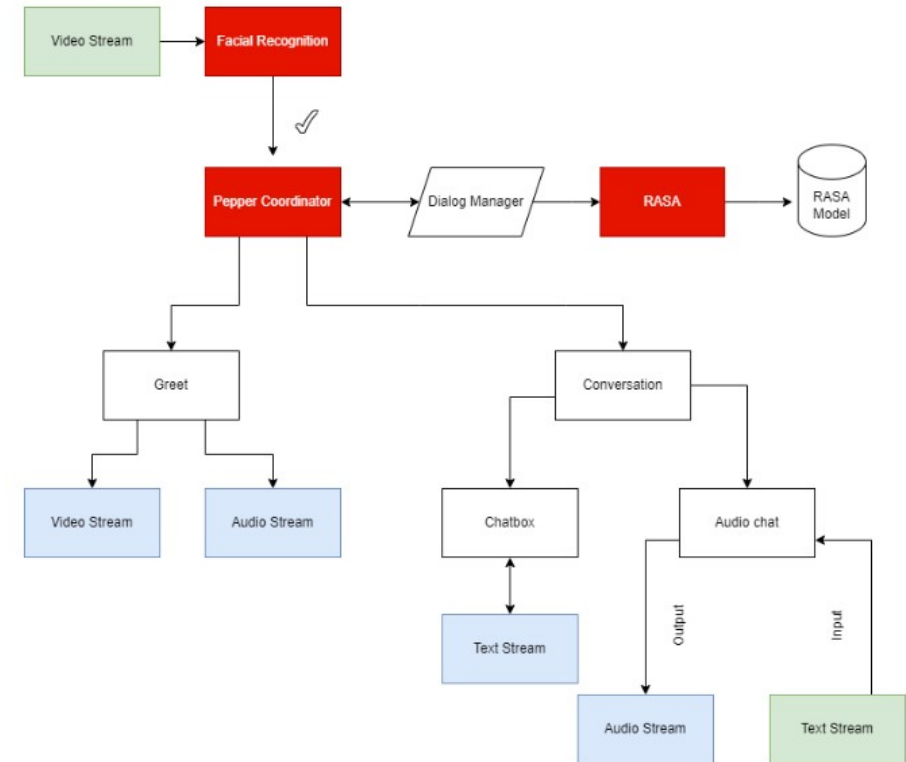 Video Stream
Facial Recognition
Pepper Coordinator
Dialog Manager
RASA
RASA
Model
Greet
Conversation
Video Stream
Audio Stream
Chatbox
Audio chat
Output
Input
Text Stream
Audio Stream
Text Stream